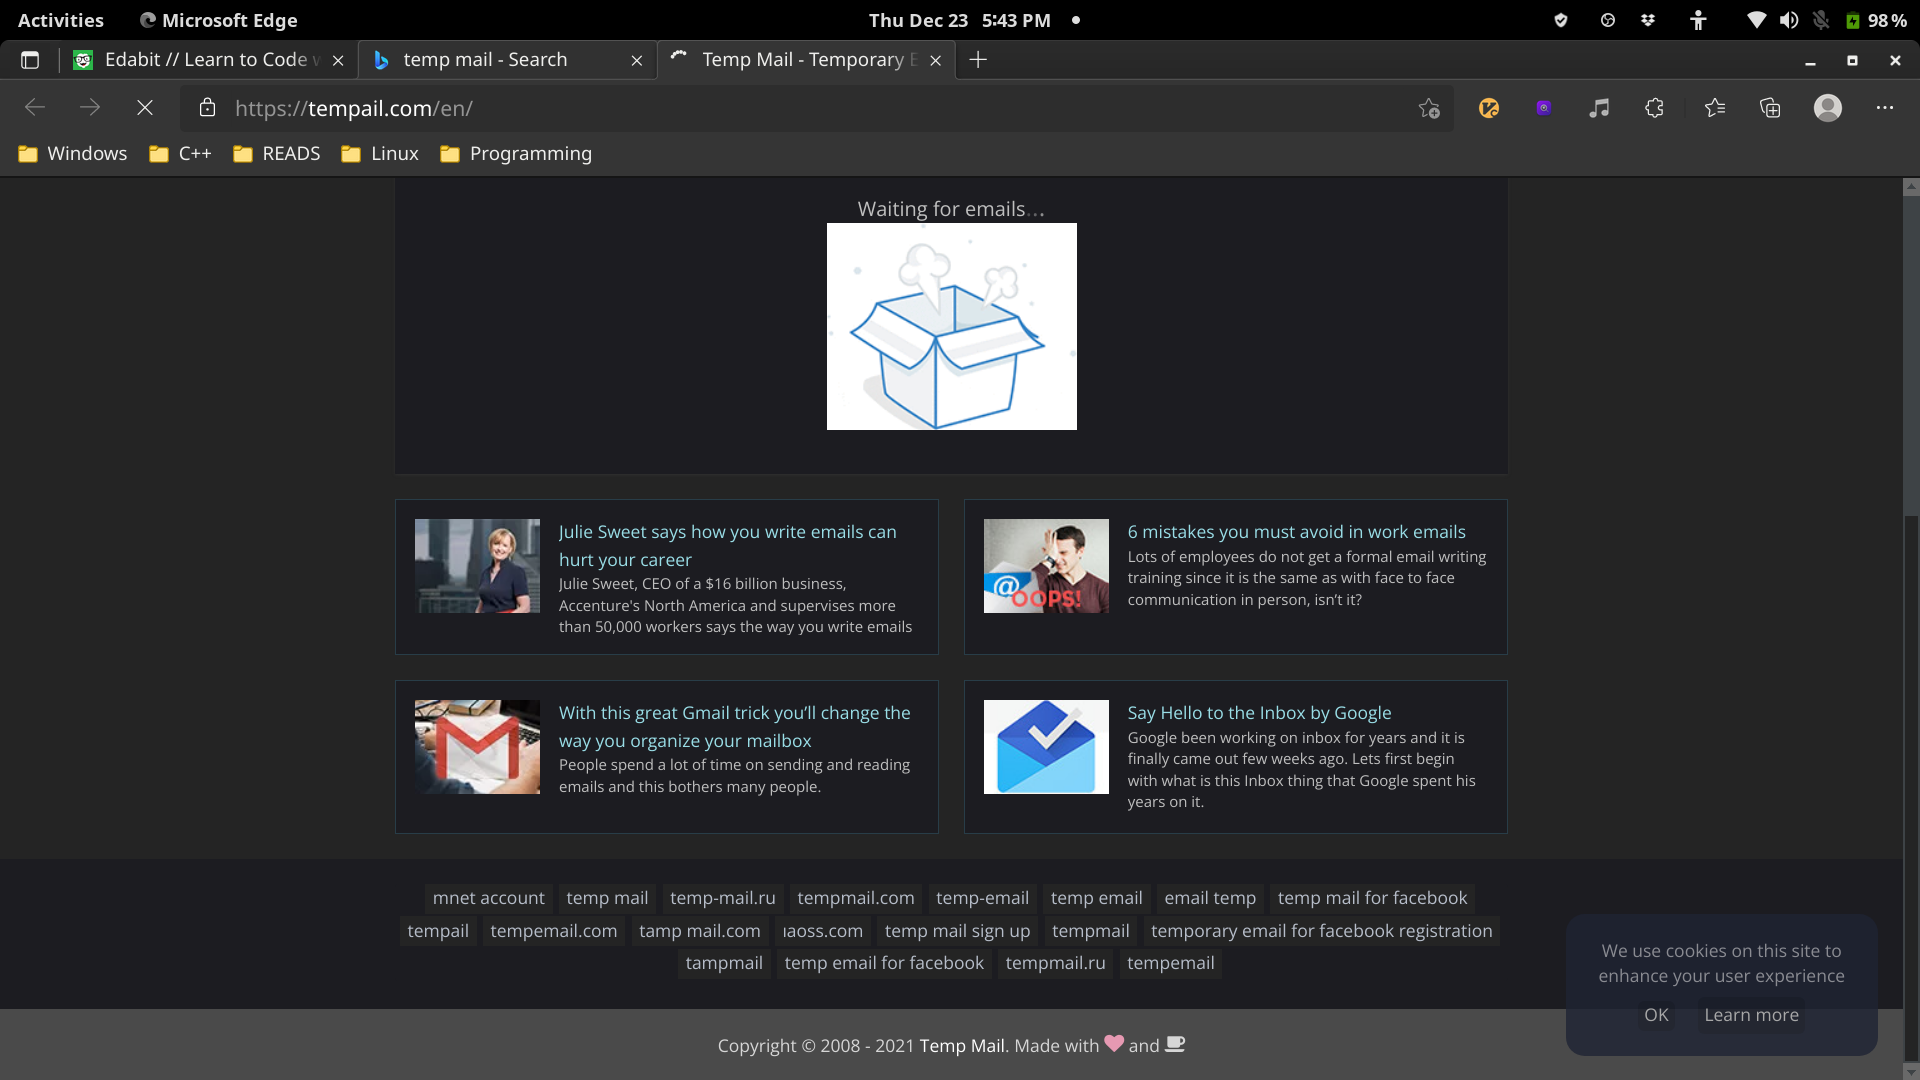 Activities Microsoft Edge Thu Dec 23 5:43 PM 98%
Edabit // Learn to Code w temp mail - Search Temp Mail - Temporary E
https://tempail.com/en/
Windows C++ READS Linux Programming
Waiting for emails...
Julie Sweet says how you write emails can
hurt your career
Julie Sweet, CEO of a $16 billion business,
Accenture's North America and supervises more
than 50,000 workers says the way you write emails
6 mistakes you must avoid in work emails
Lots of employees do not get a formal email writing
training since it is the same as with face to face
communication in person, isn't it?
@
OOPS!
With this great Gmail trick you'll change the
way you organize your mailbox
People spend a lot of time on sending and reading
emails and this bothers many people.
Say Hello to the Inbox by Google
Google been working on inbox for years and it is
finally came out few weeks ago. Lets first begin
with what is this Inbox thing that Google spent his
years on it.
mnet account temp mail temp-mail.ru tempmail.com temp-email temp email email temp temp mail for facebook
tempail tempemail.com tamp mail.com ıaoss.com temp mail sign up tempmail temporary email for facebook registration
tampmail temp email for facebook tempmail.ru tempemail
We use cookies on this site to
enhance your user experience
OK Learn more
Copyright © 2008 - 2021 Temp Mail. Made with and